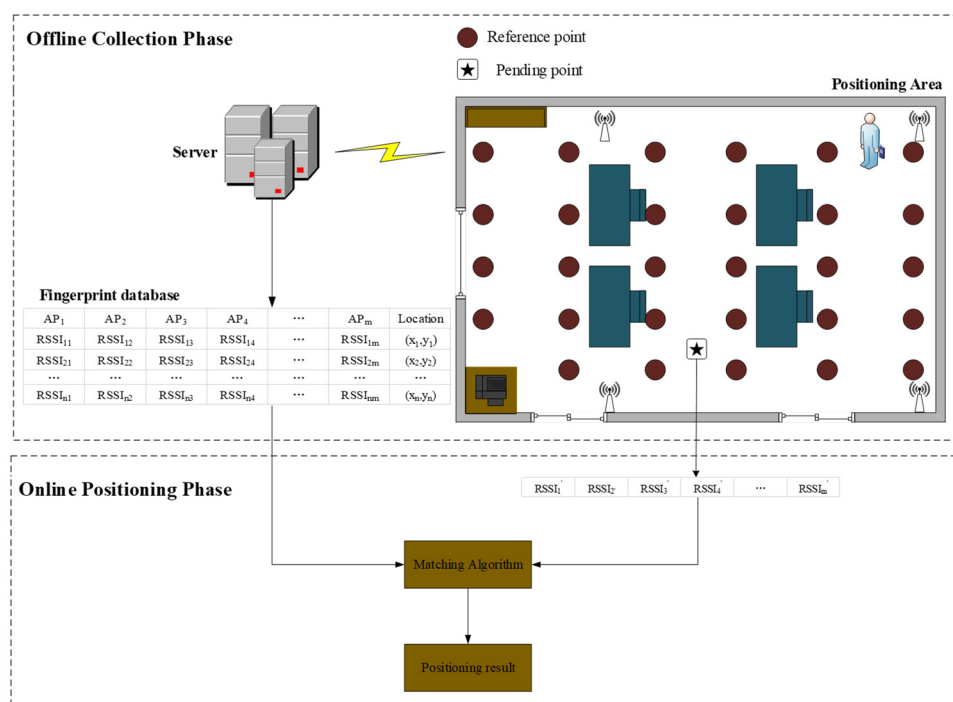 Offline Collection Phase
Reference point
Pending point
Positioning Area
Server
Fingerprint database
AP₁ AP₂ AP₃ AP₄ ... APₘ Location
RSSI₁₁ RSSI₁₂ RSSI₁₃ RSSI₁₄ ... RSSI₁ₘ (x₁,y₁)
RSSI₂₁ RSSI₂₂ RSSI₂₃ RSSI₂₄ ... RSSI₂ₘ (x₂,y₂)
... ... ... ... ... ...
RSSIₙ₁ RSSIₙ₂ RSSIₙ₃ RSSIₙ₄ ... RSSIₙₘ (xₙ,yₙ)
Online Positioning Phase
RSSI₁' RSSI₂' RSSI₃' RSSI₄' ... RSSIₘ'
Matching Algorithm
Positioning result